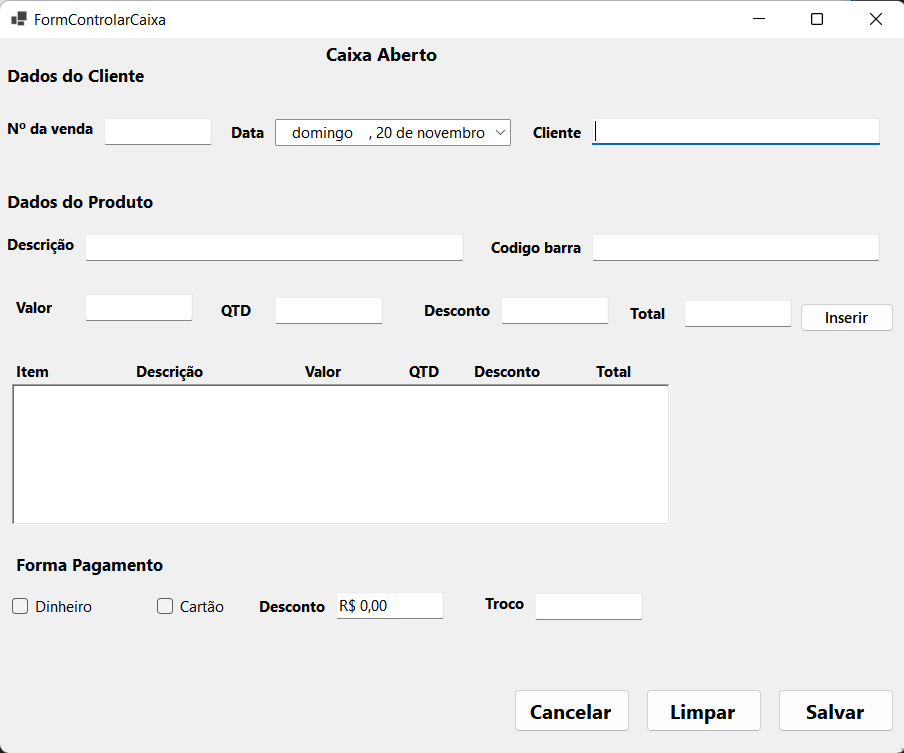 FormControlarCaixa
Caixa Aberto
Dados do Cliente
Nº da venda Data domingo , 20 de novembro Cliente
Dados do Produto
Descrição Codigo barra
Valor QTD Desconto Total Inserir
Item Descrição Valor QTD Desconto Total
Forma Pagamento
Dinheiro Cartão Desconto R$ 0,00 Troco
Cancelar Limpar Salvar